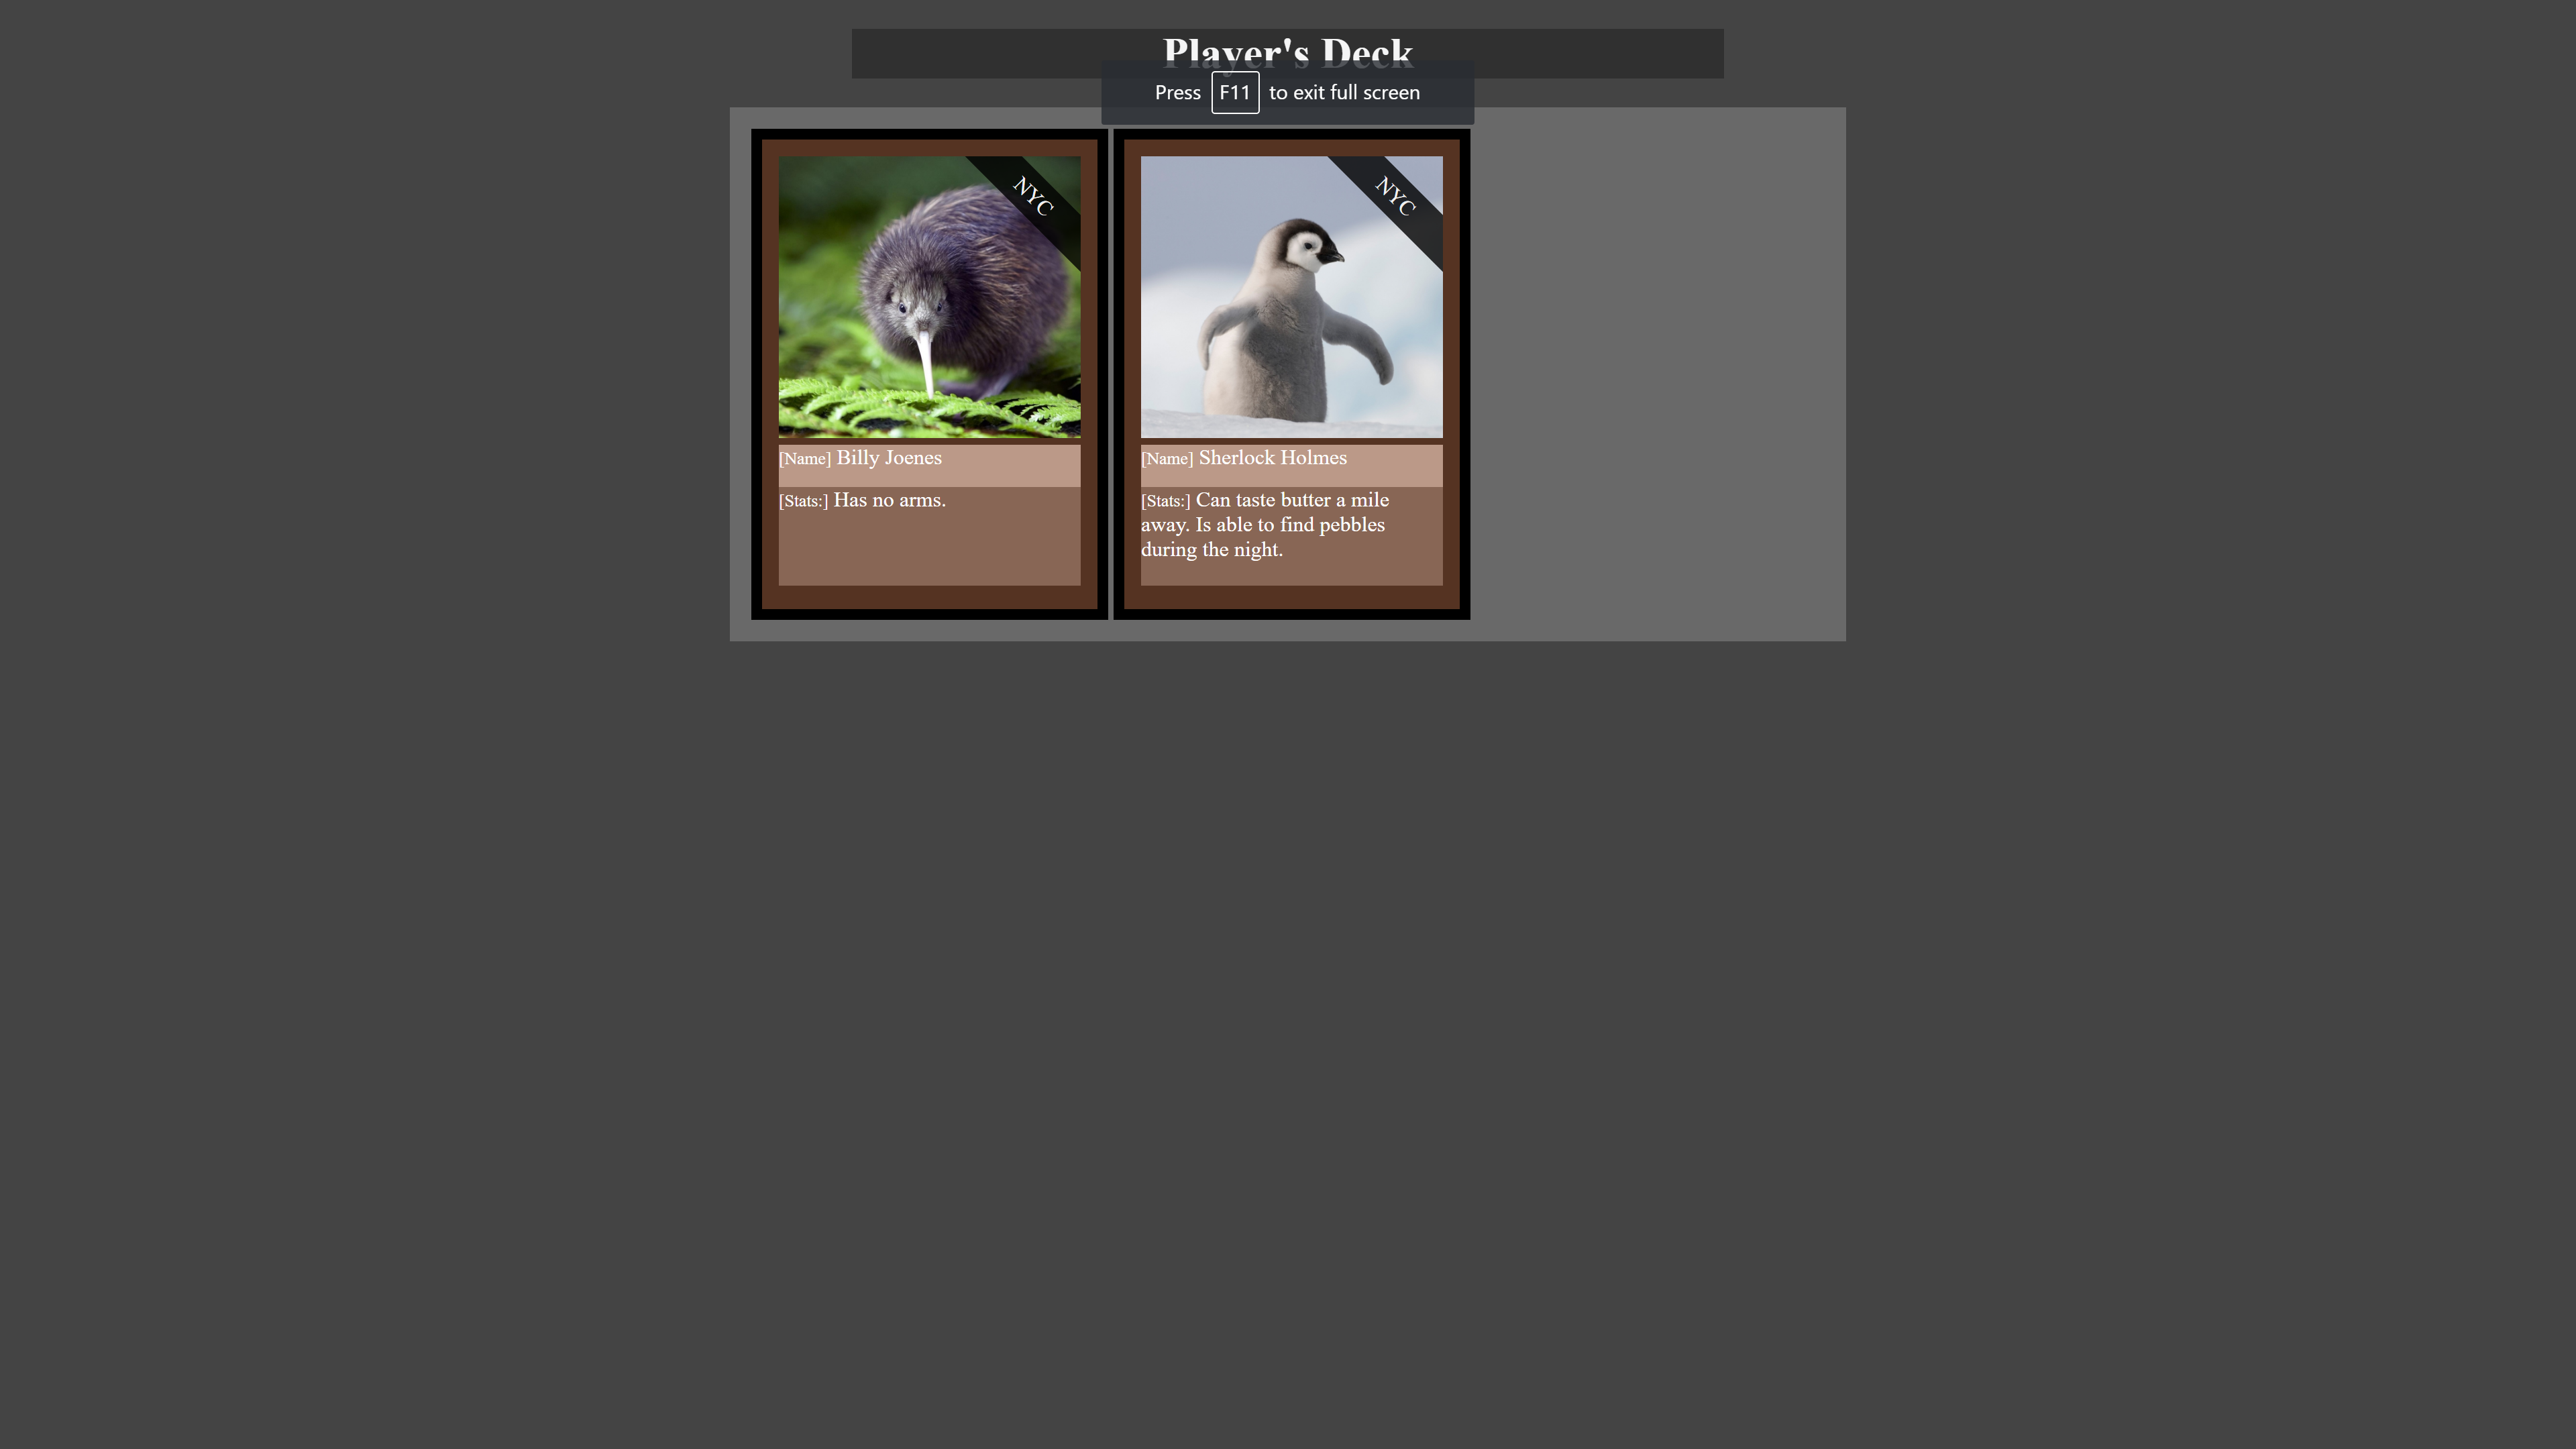 Player's Deck
Press F11 to exit full screen
NYC
[Name] Billy Joenes
[Stats:] Has no arms.
NYC
[Name] Sherlock Holmes
[Stats:] Can taste butter a mile
away. Is able to find pebbles
during the night.